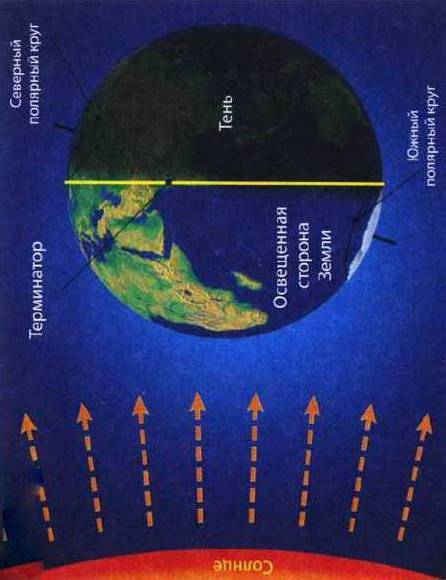 Северный
полярный круг
Тень
Южный
полярный круг
Терминатор
Освещенная
сторона
Земли
Солнце